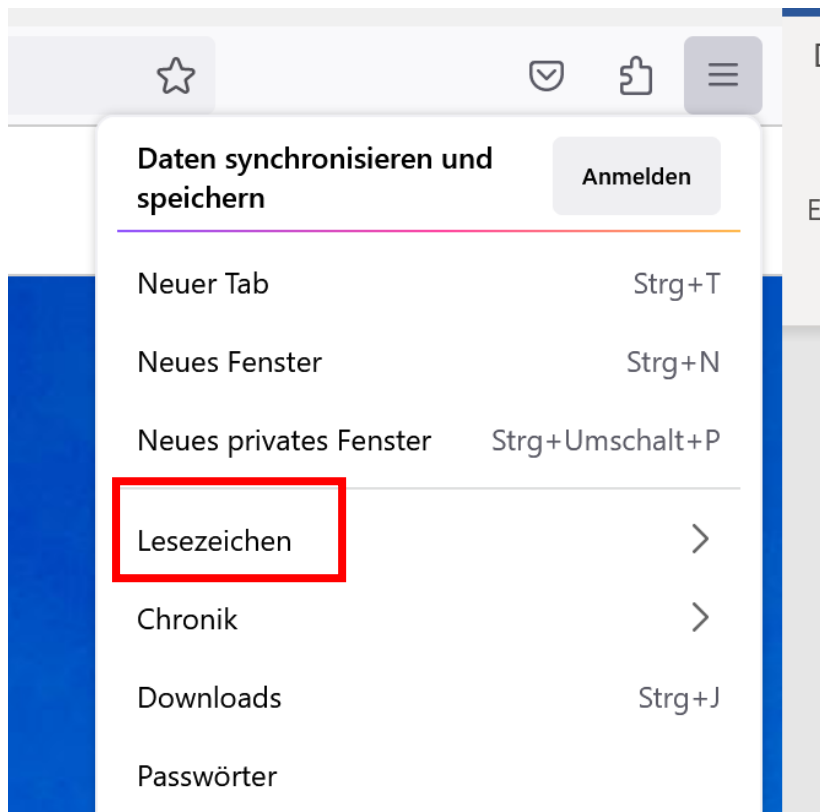 Daten synchronisieren und
speichern
Anmelden
Neuer Tab Strg+T
Neues Fenster Strg+N
Neues privates Fenster Strg+Umschalt+P
Lesezeichen
Chronik
Downloads Strg+J
Passwörter